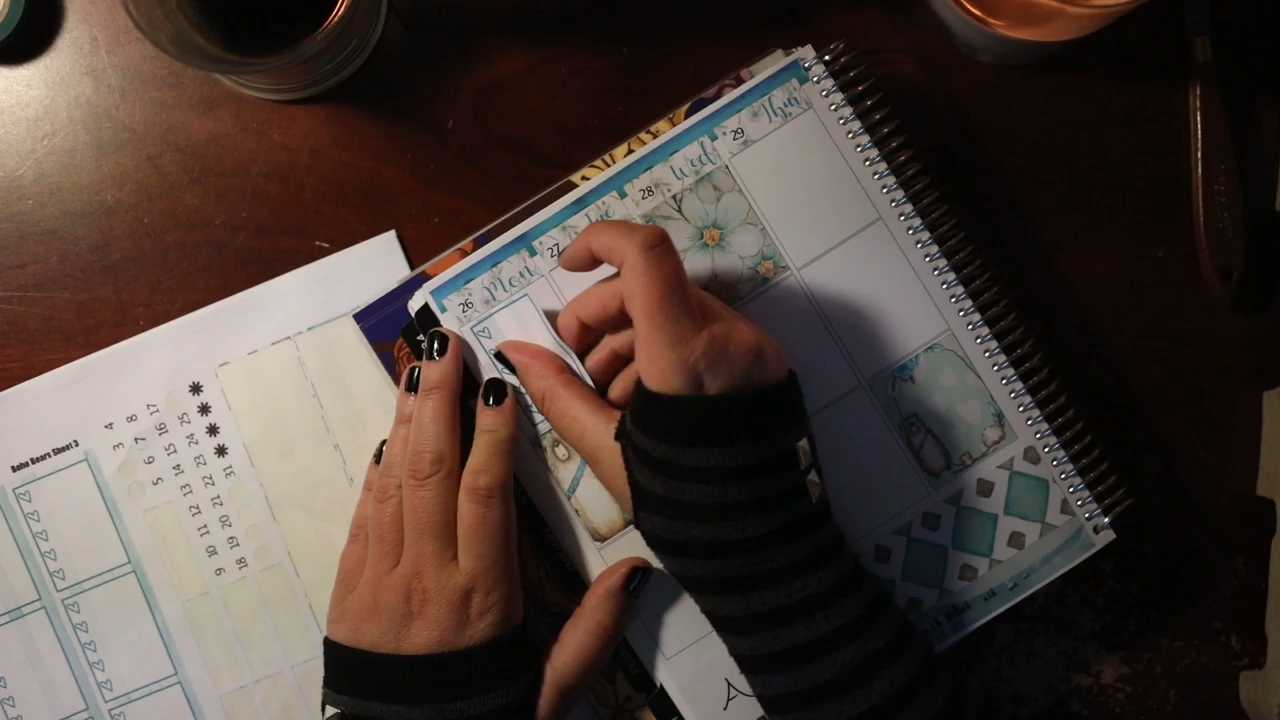 26 Mon
27
28 Wed
29 Thu
Boho Bears Sheet 3
3 4
5 6 7 8
9 10 11 12 13 14 15 16 17
18 19 20 21 22 23 24 25
31